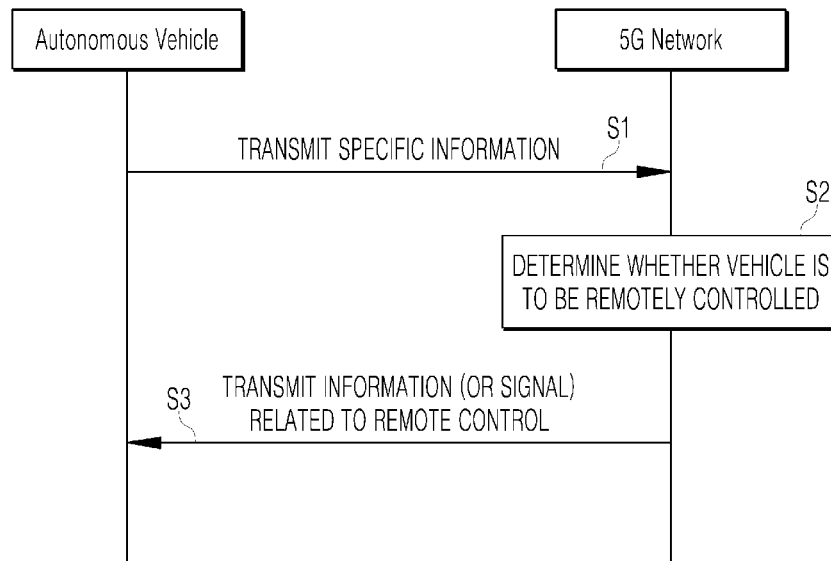 Autonomous Vehicle
5G Network
TRANSMIT SPECIFIC INFORMATION
S1
S2
DETERMINE WHETHER VEHICLE IS
TO BE REMOTELY CONTROLLED
TRANSMIT INFORMATION (OR SIGNAL)
RELATED TO REMOTE CONTROL
S3